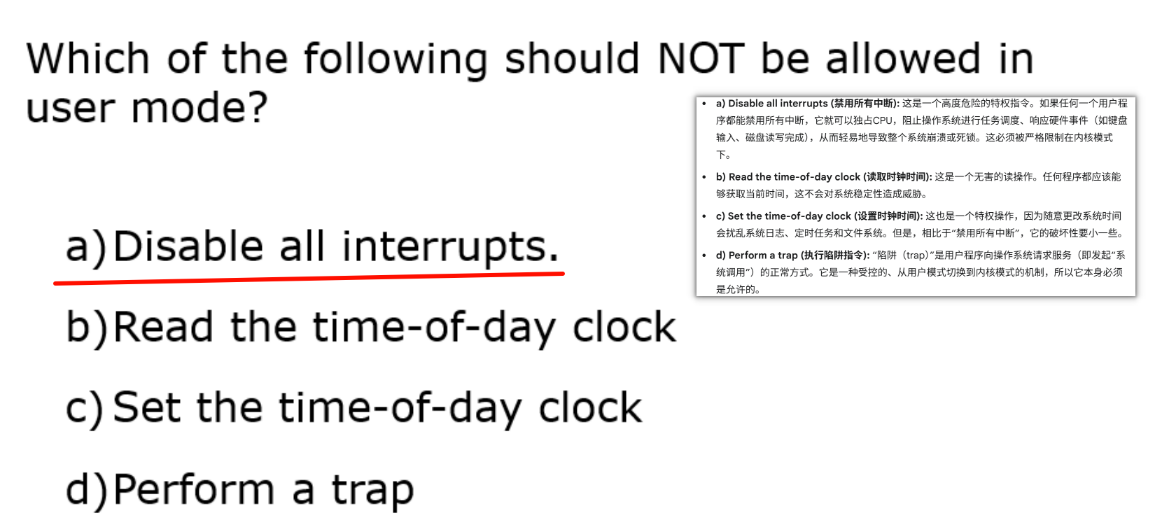 Which of the following should NOT be allowed in
user mode?
a) Disable all interrupts.
b) Read the time-of-day clock
c) Set the time-of-day clock
d) Perform a trap
• a) Disable all interrupts (禁用所有中断): 这是一个高度危险的特权指令。如果任何一个用户程
序都能禁用所有中断，它就可以独占CPU，阻止操作系统进行任务调度、响应硬件事件（如键盘
输入、磁盘读写完成），从而轻易地导致整个系统崩溃或死锁。这必须被严格限制在内核模式
下。
• b) Read the time-of-day clock (读取时钟时间): 这是一个无害的读操作。任何程序都应该能
够获取当前时间，这不会对系统稳定性造成威胁。
• c) Set the time-of-day clock (设置时钟时间): 这也是一个特权操作，因为随意更改系统时间
会扰乱系统日志、定时任务和文件系统。但是，相比于“禁用所有中断”，它的破坏性要小一些。
• d) Perform a trap (执行陷阱指令): “陷阱（trap）”是用户程序向操作系统请求服务（即发起“系
统调用”）的正常方式。它是一种受控的、从用户模式切换到内核模式的机制，所以它本身必须
是允许的。